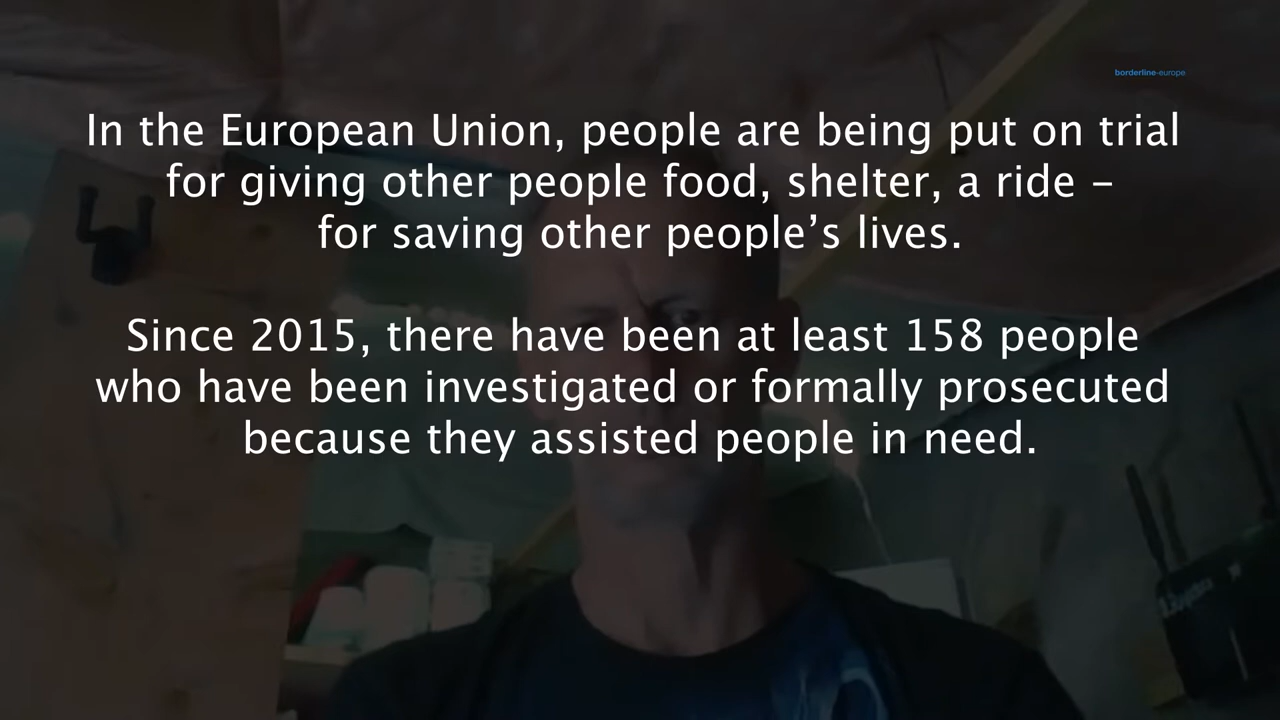 borderline-europe
In the European Union, people are being put on trial
for giving other people food, shelter, a ride –
for saving other people’s lives.
Since 2015, there have been at least 158 people
who have been investigated or formally prosecuted
because they assisted people in need.